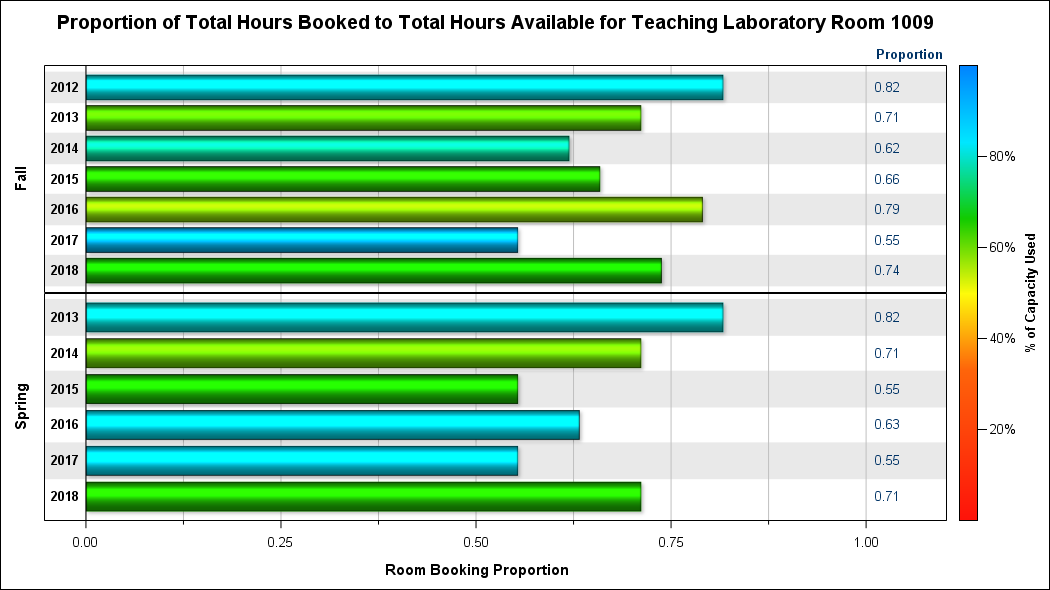 Proportion of Total Hours Booked to Total Hours Available for Teaching Laboratory Room 1009
Proportion
Fall
2012 0.82
2013 0.71
2014 0.62
2015 0.66
2016 0.79
2017 0.55
2018 0.74
Spring
2013 0.82
2014 0.71
2015 0.55
2016 0.63
2017 0.55
2018 0.71
0.00 0.25 0.50 0.75 1.00
Room Booking Proportion
80%
60%
40%
20%
% of Capacity Used